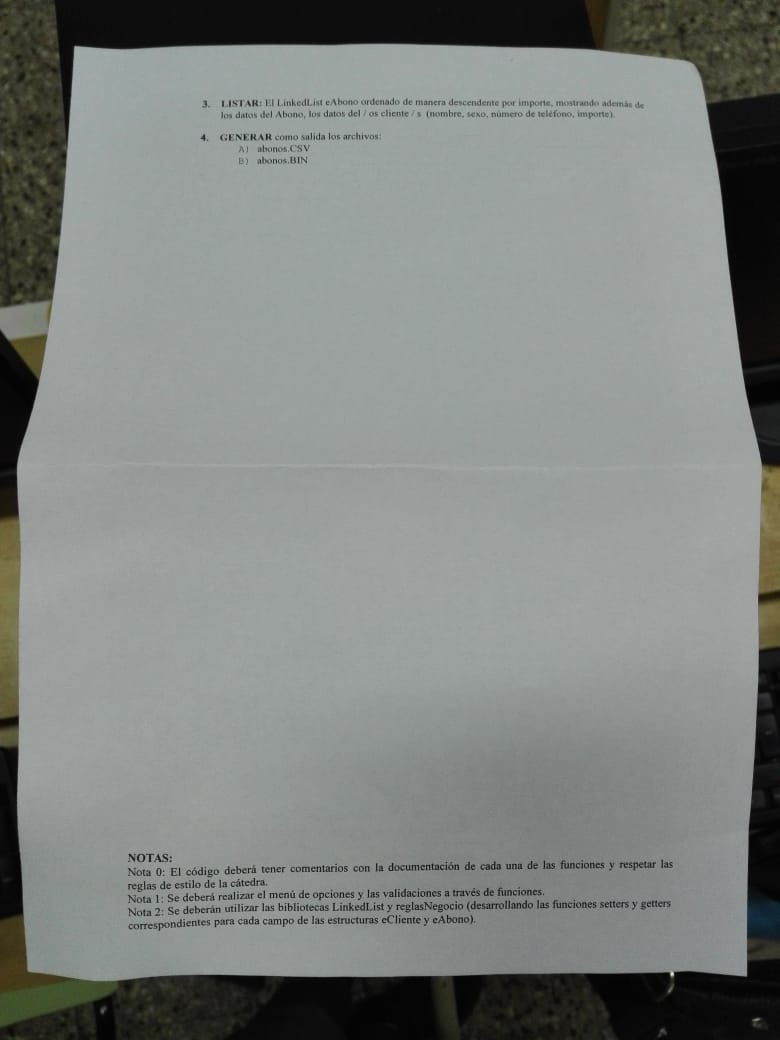 3. LISTAR: El LinkedList eAbono ordenado de manera descendente por importe, mostrando además de
los datos del Abono, los datos del / os cliente / s (nombre, sexo, número de teléfono, importe).
4. GENERAR como salida los archivos:
A) abonos.CSV
B) abonos.BIN
NOTAS:
Nota 0: El código deberá tener comentarios con la documentación de cada una de las funciones y respetar las
reglas de estilo de la cátedra.
Nota 1: Se deberá realizar el menú de opciones y las validaciones a través de funciones.
Nota 2: Se deberán utilizar las bibliotecas LinkedList y reglasNegocio (desarrollando las funciones setters y getters
correspondientes para cada campo de las estructuras eCliente y eAbono).